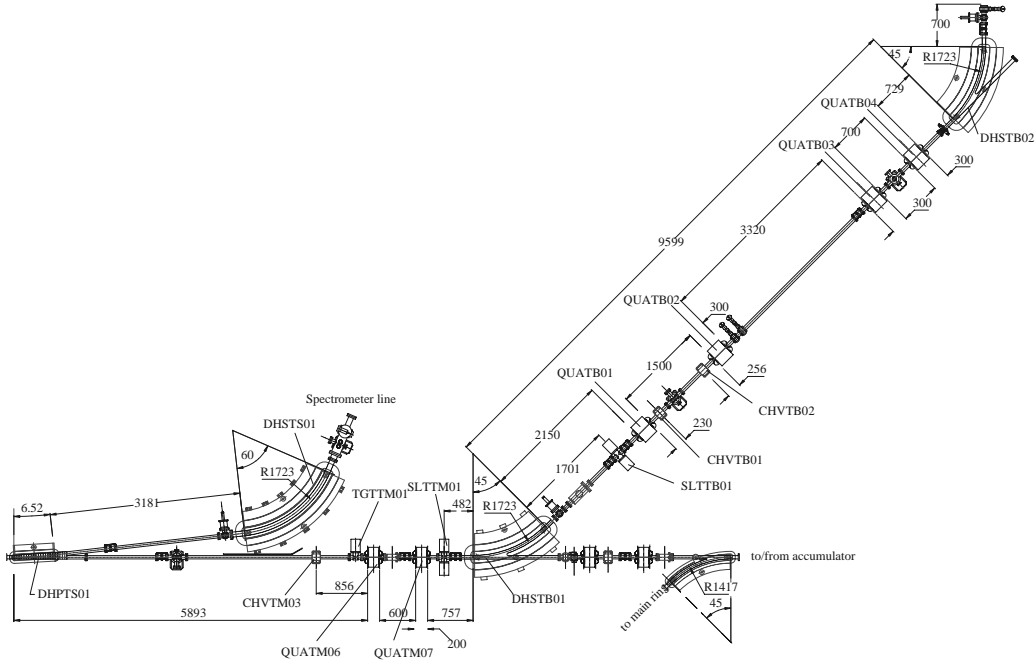 700
45
R1723
729
QUATB04
700
DHSTB02
QUATB03
300
300
3320
9599
QUATB02
300
1500
256
QUATB01
CHVTB02
Spectrometer line
230
DHSTS01
2150
CHVTB01
60
1701
45
SLTTB01
R1723
TGTTM01
SLTTM01
6.52
3181
482
R1723
to/from accumulator
DHPTS01
CHVTM03
856
DHSTB01
R1417
to main ring
45
5893
600
757
200
QUATM06
QUATM07